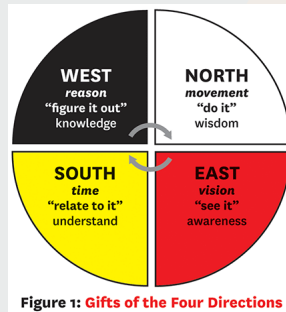 WEST
reason
"figure it out"
knowledge
NORTH
movement
"do it"
wisdom
SOUTH
time
"relate to it"
understand
EAST
vision
"see it"
awareness
Figure 1: Gifts of the Four Directions